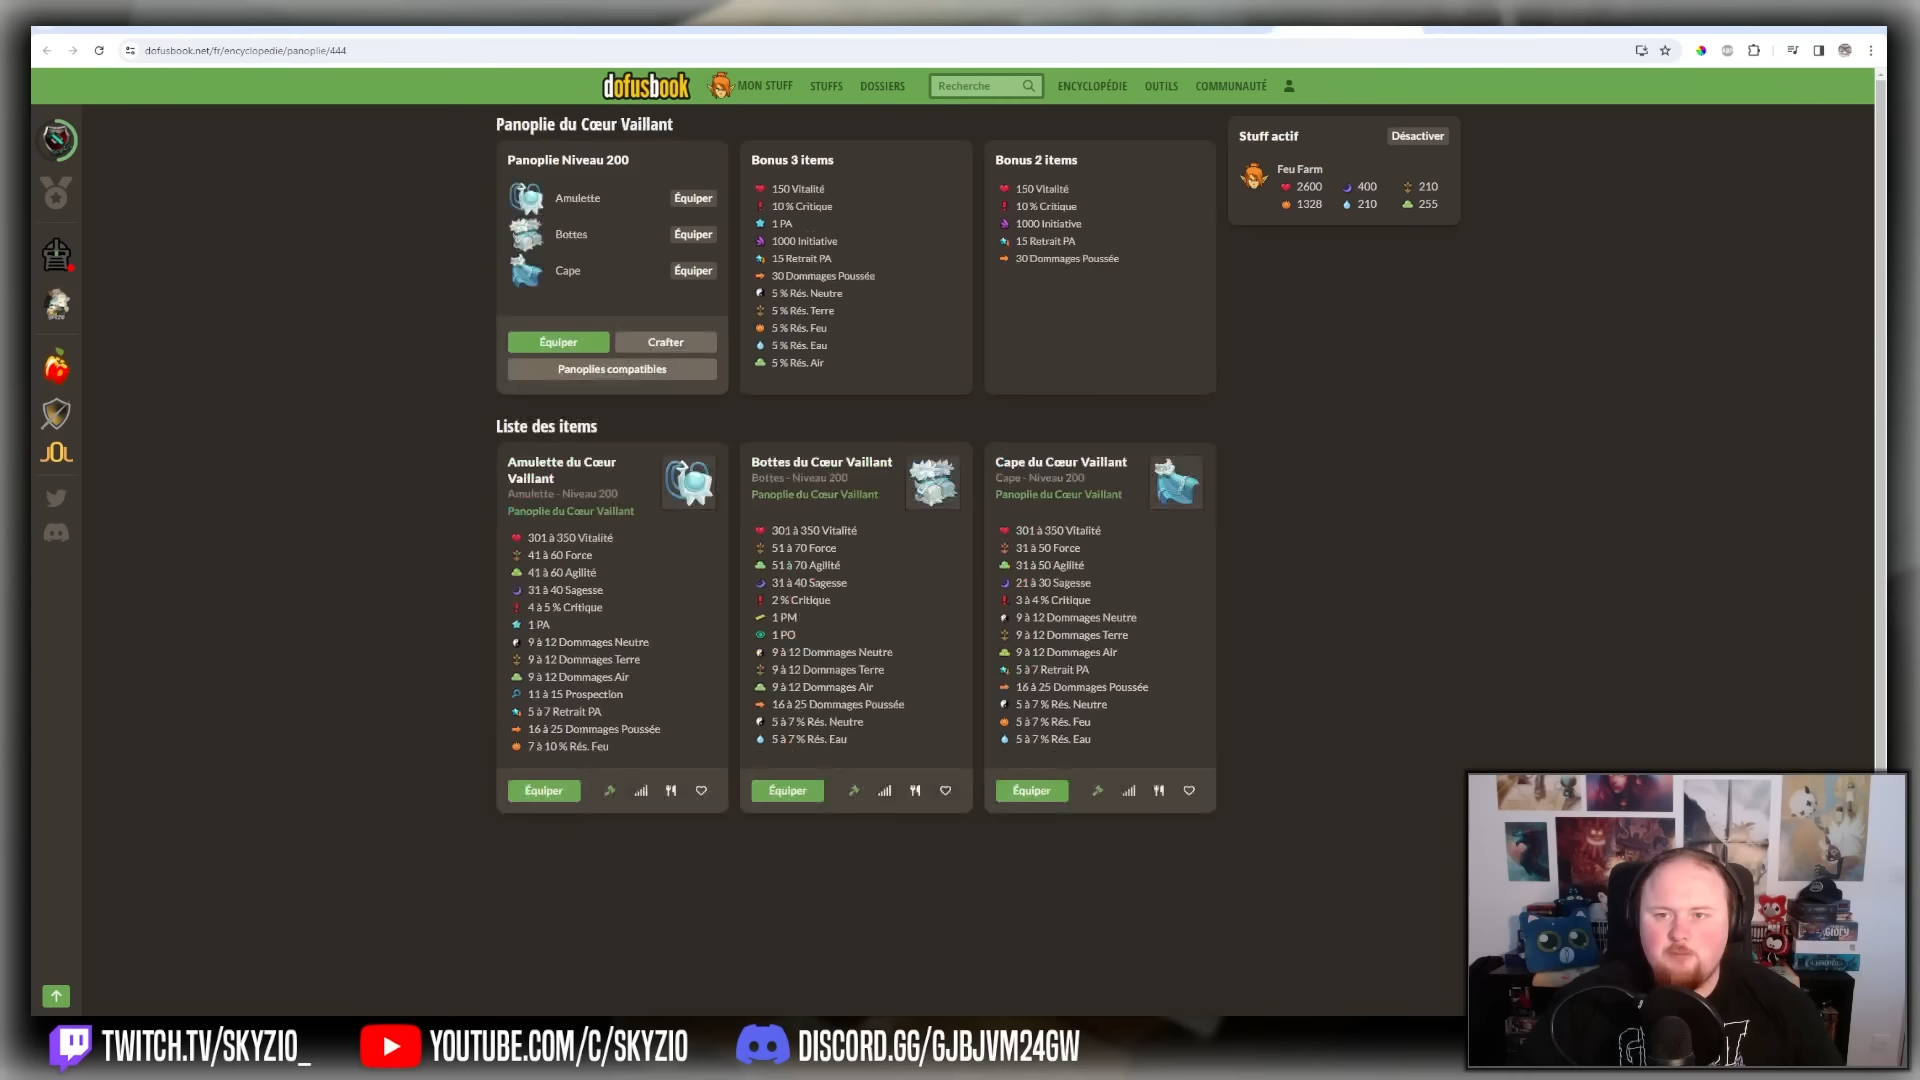 dofusbook.net/fr/encyclopedie/panoplie/444
dofusbook
MON STUFF
STUFFS
DOSSIERS
Recherche
ENCYCLOPÉDIE
OUTILS
COMMUNAUTÉ
Panoplie du Cœur Vaillant
Panoplie Niveau 200
Amulette
Équiper
Bottes
Équiper
Cape
Équiper
Équiper
Crafter
Panoplies compatibles
Bonus 3 items
150 Vitalité
10 % Critique
1 PA
1000 Initiative
15 Retrait PA
30 Dommages Poussée
5 % Rés. Neutre
5 % Rés. Terre
5 % Rés. Feu
5 % Rés. Eau
5 % Rés. Air
Bonus 2 items
150 Vitalité
10 % Critique
1000 Initiative
15 Retrait PA
30 Dommages Poussée
Stuff actif
Désactiver
Feu Farm
2600 400 210
1328 210 255
Liste des items
Amulette du Cœur
Vaillant
Amulette - Niveau 200
Panoplie du Cœur Vaillant
301 à 350 Vitalité
41 à 60 Force
41 à 60 Agilité
31 à 40 Sagesse
4 à 5 % Critique
1 PA
9 à 12 Dommages Neutre
9 à 12 Dommages Terre
9 à 12 Dommages Air
11 à 15 Prospection
5 à 7 Retrait PA
16 à 25 Dommages Poussée
7 à 10 % Rés. Feu
Équiper
Bottes du Cœur Vaillant
Bottes - Niveau 200
Panoplie du Cœur Vaillant
301 à 350 Vitalité
51 à 70 Force
51 à 70 Agilité
31 à 40 Sagesse
2 % Critique
1 PM
1 PO
9 à 12 Dommages Neutre
9 à 12 Dommages Terre
9 à 12 Dommages Air
16 à 25 Dommages Poussée
5 à 7 % Rés. Neutre
5 à 7 % Rés. Eau
Équiper
Cape du Cœur Vaillant
Cape - Niveau 200
Panoplie du Cœur Vaillant
301 à 350 Vitalité
31 à 50 Force
31 à 50 Agilité
21 à 30 Sagesse
3 à 4 % Critique
9 à 12 Dommages Neutre
9 à 12 Dommages Terre
9 à 12 Dommages Air
5 à 7 Retrait PA
16 à 25 Dommages Poussée
5 à 7 % Rés. Neutre
5 à 7 % Rés. Feu
5 à 7 % Rés. Eau
Équiper
JOL
GLORY
TWITCH.TV/SKYZIO_
YOUTUBE.COM/C/SKYZIO
DISCORD.GG/GJBJVM24GW